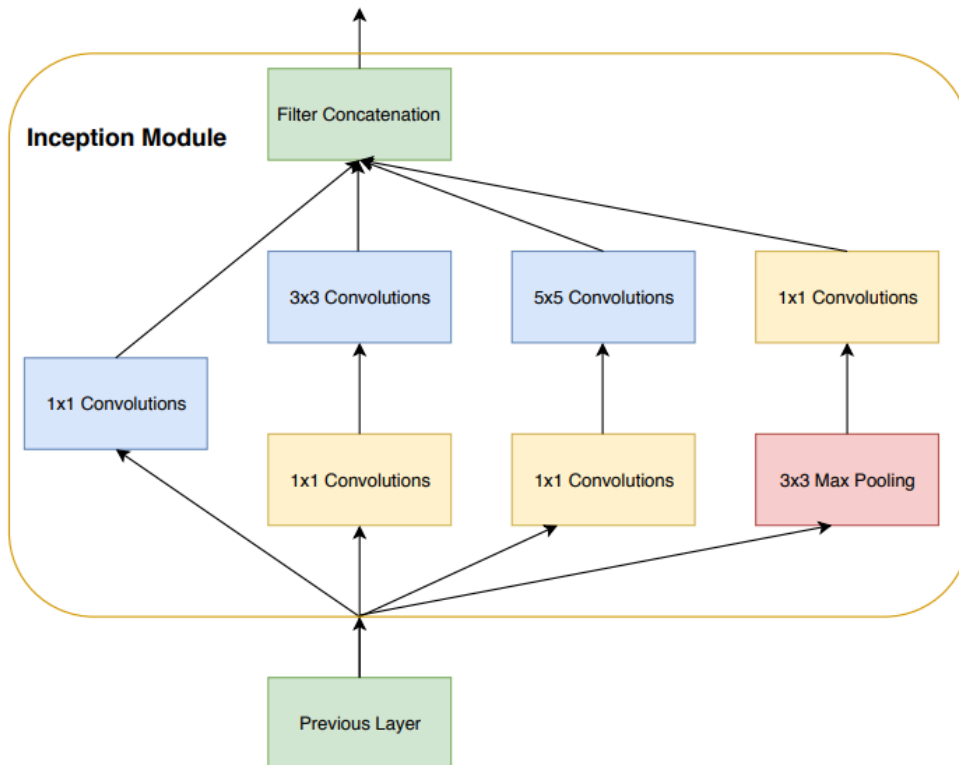 Filter Concatenation
Inception Module
3x3 Convolutions
5x5 Convolutions
1x1 Convolutions
1x1 Convolutions
1x1 Convolutions
1x1 Convolutions
3x3 Max Pooling
Previous Layer